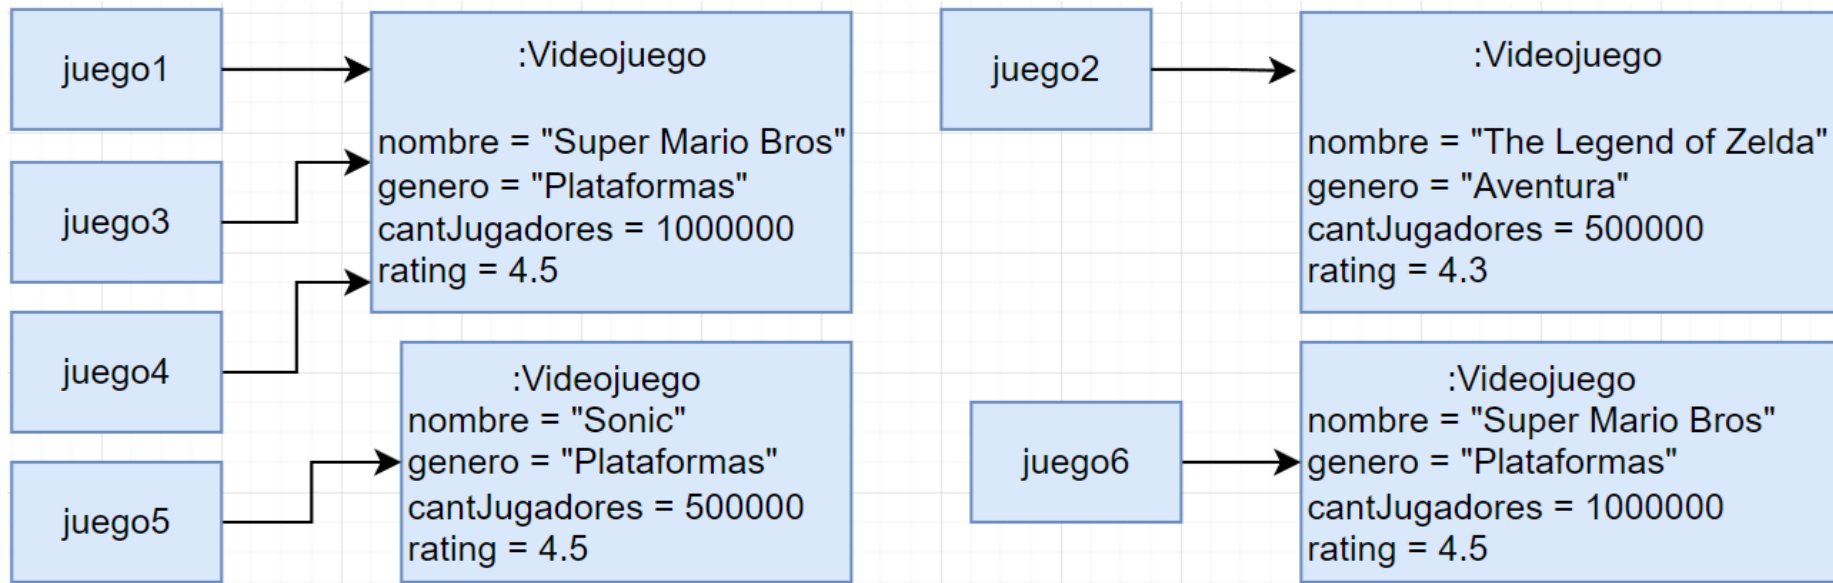 juego1
:Videojuego
nombre = "Super Mario Bros"
genero = "Plataformas"
cantJugadores = 1000000
rating = 4.5
juego3
juego4
juego2
:Videojuego
nombre = "The Legend of Zelda"
genero = "Aventura"
cantJugadores = 500000
rating = 4.3
juego5
:Videojuego
nombre = "Sonic"
genero = "Plataformas"
cantJugadores = 500000
rating = 4.5
juego6
:Videojuego
nombre = "Super Mario Bros"
genero = "Plataformas"
cantJugadores = 1000000
rating = 4.5